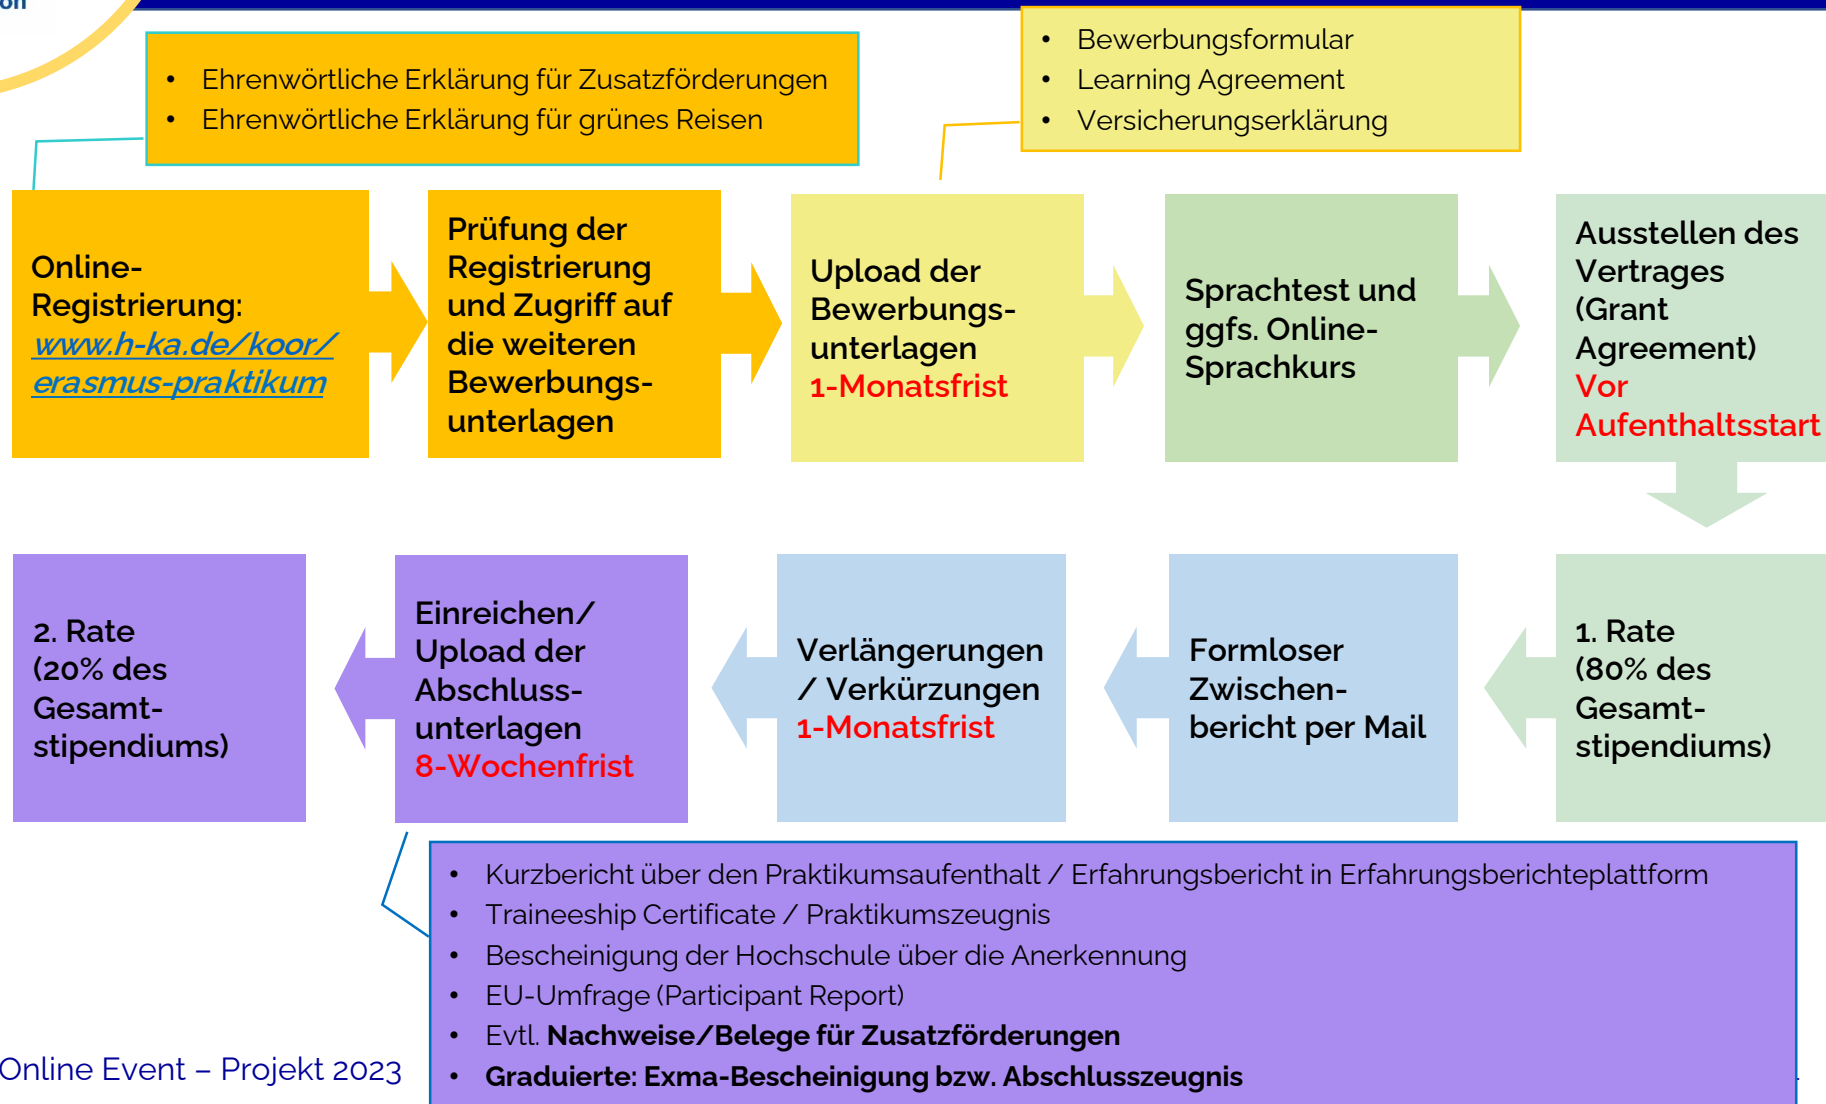 on
• Ehrenwörtliche Erklärung für Zusatzförderungen
• Ehrenwörtliche Erklärung für grünes Reisen
• Bewerbungsformular
• Learning Agreement
• Versicherungserklärung
Online-
Registrierung:
www.h-ka.de/koor/
erasmus-praktikum
Prüfung der
Registrierung
und Zugriff auf
die weiteren
Bewerbungs-
unterlagen
Upload der
Bewerbungs-
unterlagen
1-Monatsfrist
Sprachtest und
ggfs. Online-
Sprachkurs
Ausstellen des
Vertrages
(Grant
Agreement)
Vor
Aufenthaltsstart
1. Rate
(80% des
Gesamt-
stipendiums)
Formloser
Zwischen-
bericht per Mail
Verlängerungen
/ Verkürzungen
1-Monatsfrist
Einreichen/
Upload der
Abschluss-
unterlagen
8-Wochenfrist
2. Rate
(20% des
Gesamt-
stipendiums)
• Kurzbericht über den Praktikumsaufenthalt / Erfahrungsbericht in Erfahrungsberichteplattform
• Traineeship Certificate / Praktikumszeugnis
• Bescheinigung der Hochschule über die Anerkennung
• EU-Umfrage (Participant Report)
• Evtl. Nachweise/Belege für Zusatzförderungen
• Graduierte: Exma-Bescheinigung bzw. Abschlusszeugnis
Online Event – Projekt 2023